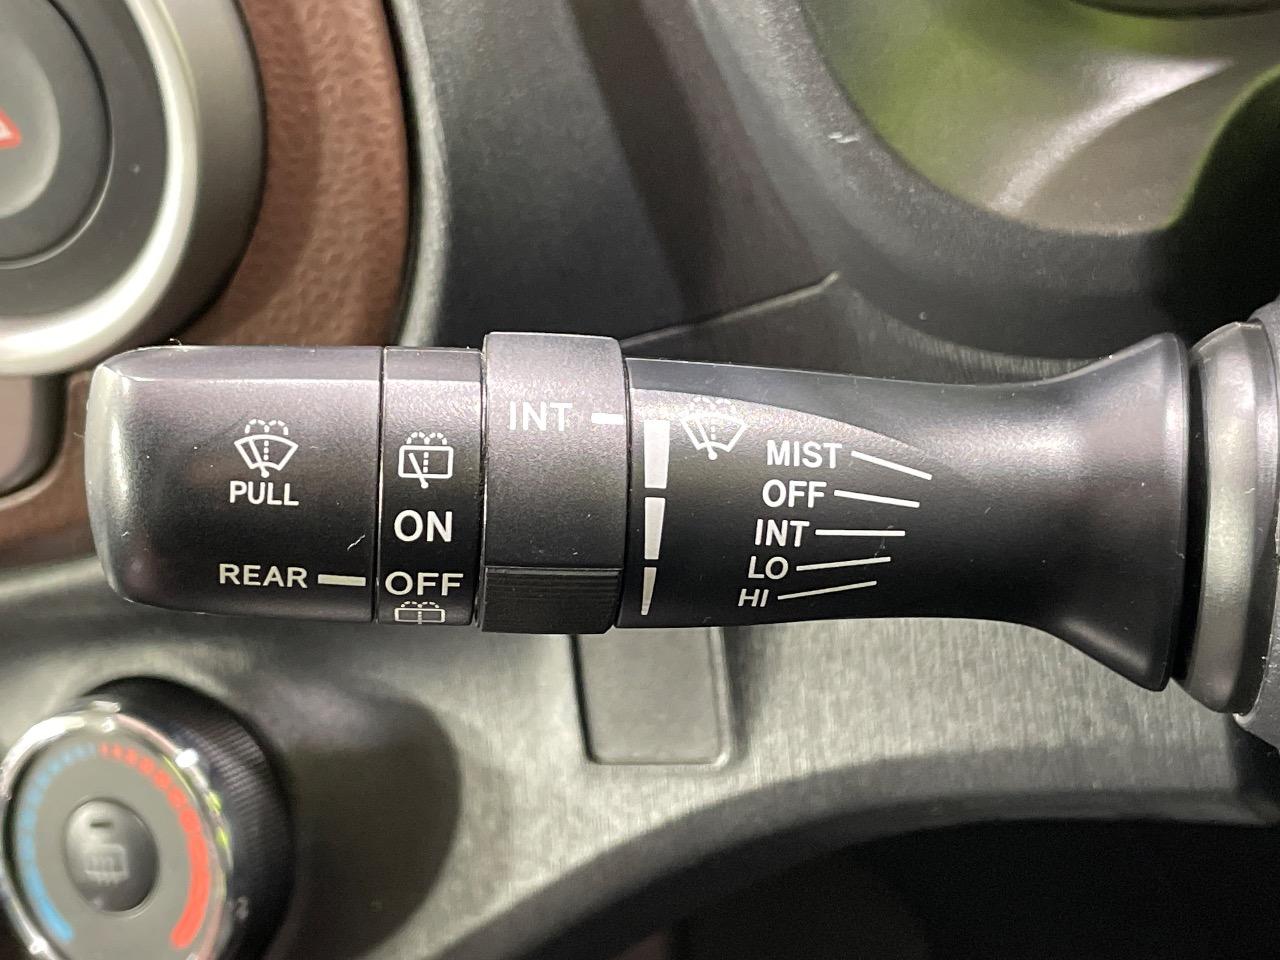 PULL
REAR
ON
OFF
INT
MIST
OFF
INT
LO
HI